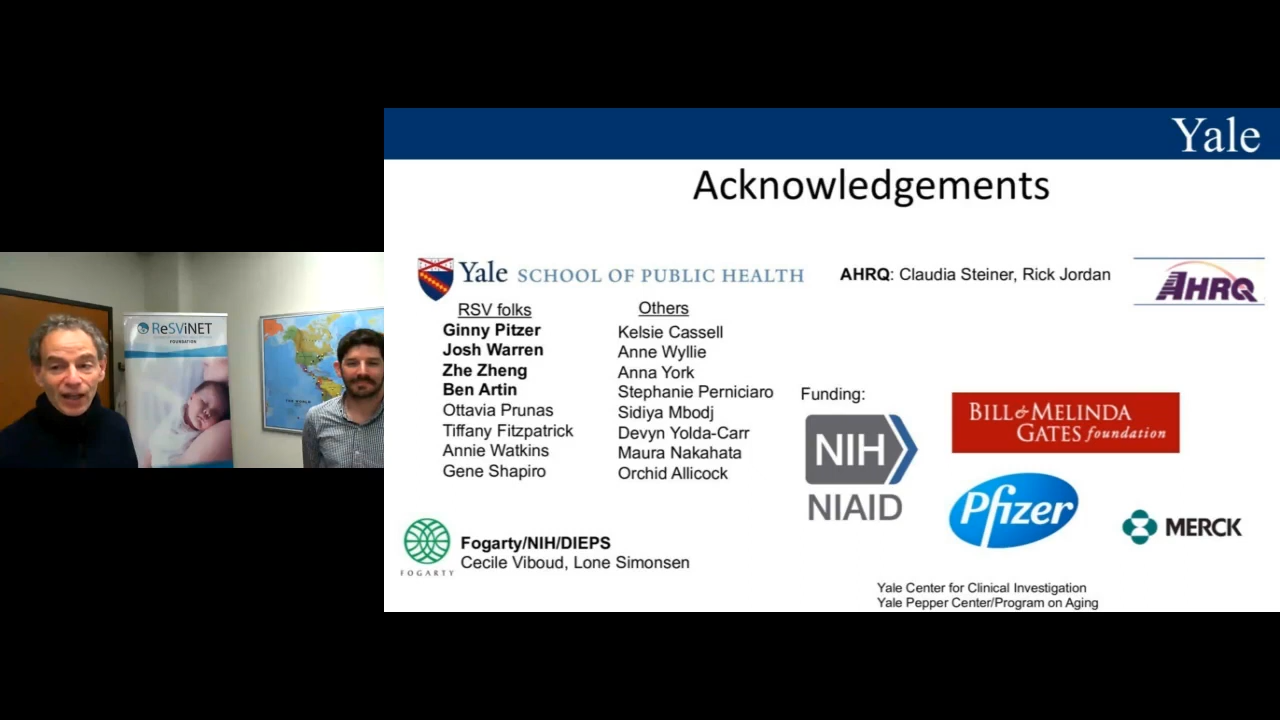 Yale
Acknowledgements
Yale SCHOOL OF PUBLIC HEALTH
AHRQ: Claudia Steiner, Rick Jordan
AHRQ
RSV folks
Ginny Pitzer
Josh Warren
Zhe Zheng
Ben Artin
Ottavia Prunas
Tiffany Fitzpatrick
Annie Watkins
Gene Shapiro
Others
Kelsie Cassell
Anne Wyllie
Anna York
Stephanie Perniciaro
Sidiya Mbodj
Devyn Yolda-Carr
Maura Nakahata
Orchid Allicock
Funding:
NIH
NIAID
BILL & MELINDA
GATES foundation
Pfizer
MERCK
FOGARTY
Fogarty/NIH/DIEPS
Cecile Viboud, Lone Simonsen
Yale Center for Clinical Investigation
Yale Pepper Center/Program on Aging
ReSViNET
FOUNDATION
THE WORLD